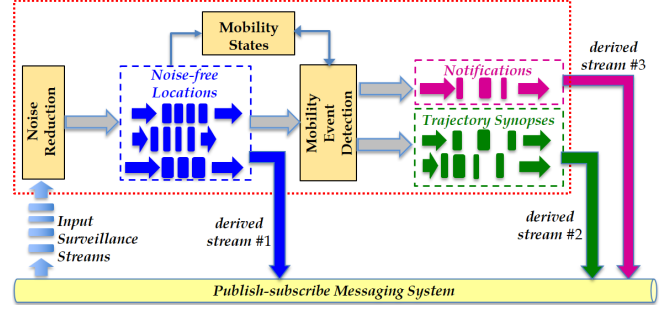 Mobility
States
derived
stream #3
Noise-free
Locations
Notifications
Noise
Reduction
Mobility
Event
Detection
Trajectory Synopses
Input
Surveillance
Streams
derived
stream #1
derived
stream #2
Publish-subscribe Messaging System